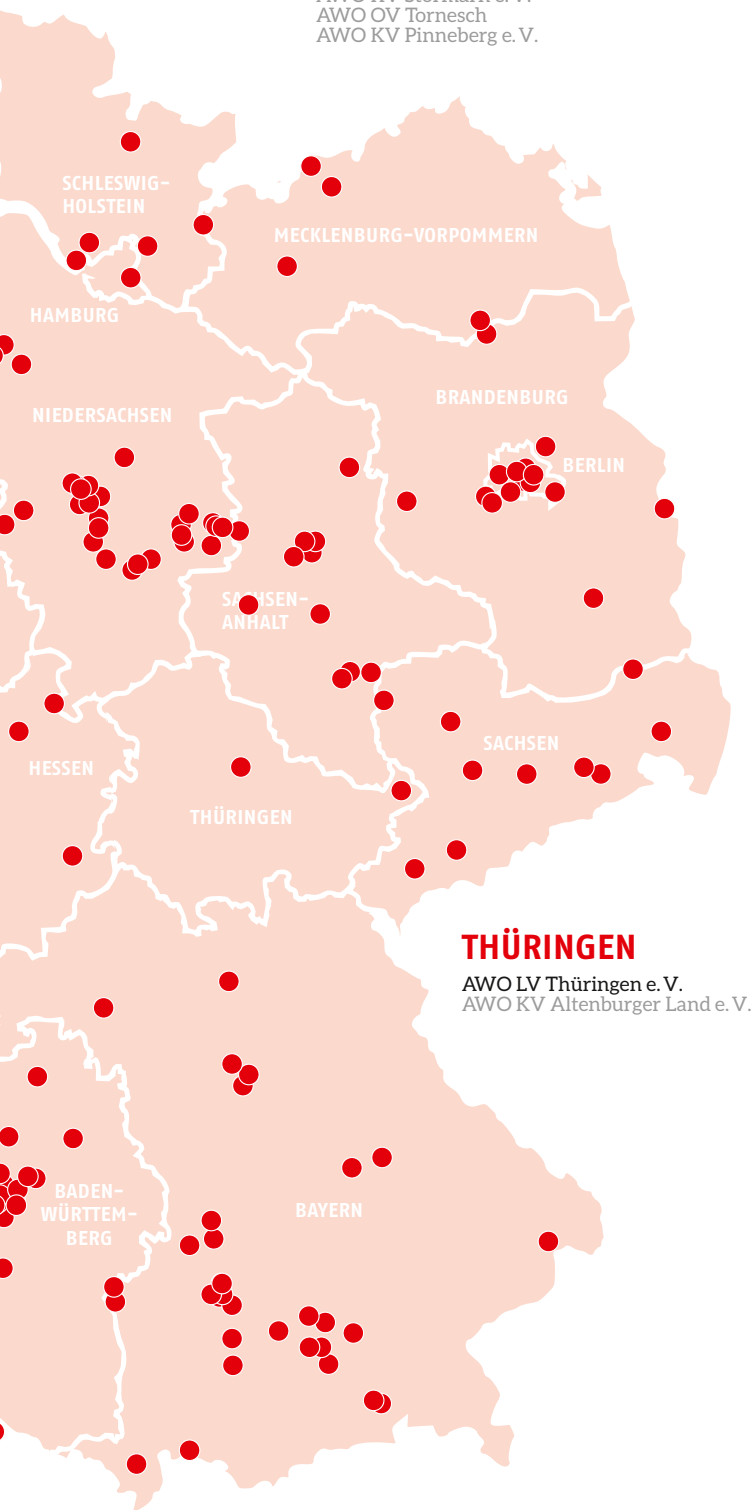 AWO OV Tornesch
AWO KV Pinneberg e. V.
SCHLESWIG-
HOLSTEIN
MECKLENBURG-VORPOMMERN
HAMBURG
BRANDENBURG
NIEDERSACHSEN
BERLIN
SACHSEN-
ANHALT
SACHSEN
HESSEN
THÜRINGEN
THÜRINGEN
AWO LV Thüringen e. V.
AWO KV Altenburger Land e. V.
BADEN-
WÜRTTEM-
BERG
BAYERN